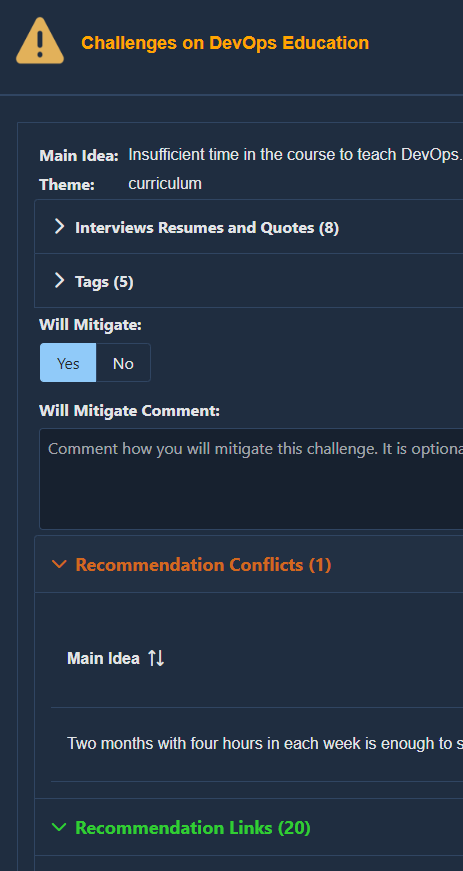 Challenges on DevOps Education
Main Idea: Insufficient time in the course to teach DevOps.
Theme: curriculum
Interviews Resumes and Quotes (8)
Tags (5)
Will Mitigate:
Yes No
Will Mitigate Comment:
Comment how you will mitigate this challenge. It is optiona
Recommendation Conflicts (1)
Main Idea
Two months with four hours in each week is enough to s
Recommendation Links (20)